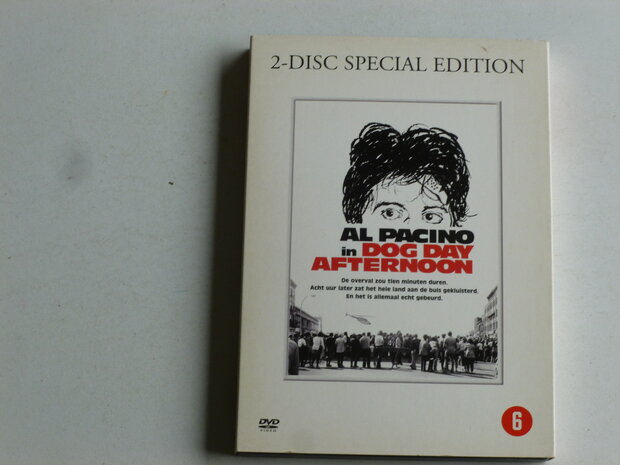 2-DISC SPECIAL EDITION
AL PACINO
in DOG DAY
AFTERNOON
De overval zou tien minuten duren.
Acht uur later zat het hele land aan de buis gekluisterd.
En het is allemaal echt gebeurd.
DVD
VIDEO
6